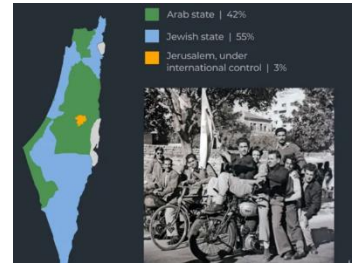 Arab state | 42%
Jewish state | 55%
Jerusalem, under
international control | 3%